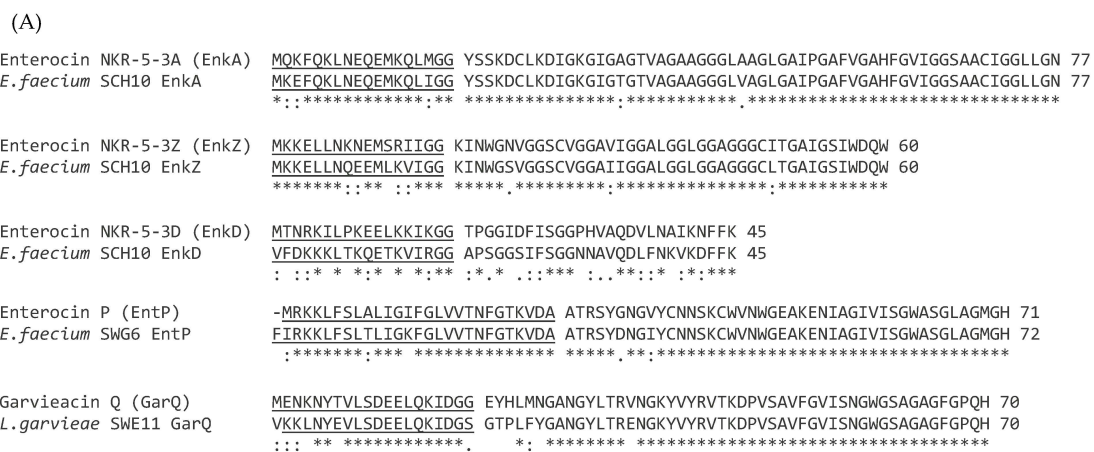 (A)
Enterocin NKR-5-3A (EnkA) MQKFQKLNEQEMKQLMGG YSSKDCLKDIGKGIGAGTVAGAAGGGLAAGLGAIPGAFVGAHFGVIGGSAACIGGLLGN 77
E.faecium SCH10 EnkA MKEFQKLNEQEMKQLIGG YSSKDCLKDIGKGIGTGTVAGAAGGGLVAGLGAIPGAFVGAHFGVIGGSAACIGGLLGN 77
*::************:** *************:***********.*******************************
Enterocin NKR-5-3Z (EnkZ) MKKELLNKNEMSRIIGG KINWGNVGGSCVGGAVIGGALGGLGGAGGGCITGAIGSIWDQW 60
E.faecium SCH10 EnkZ MKKELLNQEEMLKVIGG KINWGSVGGSCVGGAIIGGALGGLGGAGGGCLTGAIGSIWDQW 60
*******::** ::*** *****.*********:***************:***********
Enterocin NKR-5-3D (EnkD) MTNRKILPKEELKKIKGG TPGGIDFISGGPHVAQDVLNAIKNFFK 45
E.faecium SCH10 EnkD VFDKKKLTKQETKVIRGG APSGGSIFSGGNNAVQDLFNKVKDFFK 45
: ::* * *:* * *:** :*.* .::*** :..**::* :*:***
Enterocin P (EntP) -MRKKLFSLALIGIFGLVVTNFGTKVDA ATRSYGNGVYCNNSKCWVNWGEAKENIAGIVISGWASGLAGMGH 71
E.faecium SWG6 EntP FIRKKLFSLTLIGKFGLVVTNFGTKVDA ATRSYDNGIYCNNSKCWVNWGEAKENIAGIVISGWASGLAGMGH 72
:*******:*** ************** *****.**:***********************************
Garvieacin Q (GarQ) MENKNYTVLSDEELQKIDGG EYHLMNGANGYLTRVNGKYVYRVTKDPVSAVFGVISNGWGSAGAGFGPQH 70
L.garvieae SWE11 GarQ VKKLNYEVLSDEELQKIDGS GTPLFYGANGYLTRENGKYVYRVTKDPVSAVFGVISNGWGSAGAGFGPQH 70
::: ** ************. *: ******** ***********************************